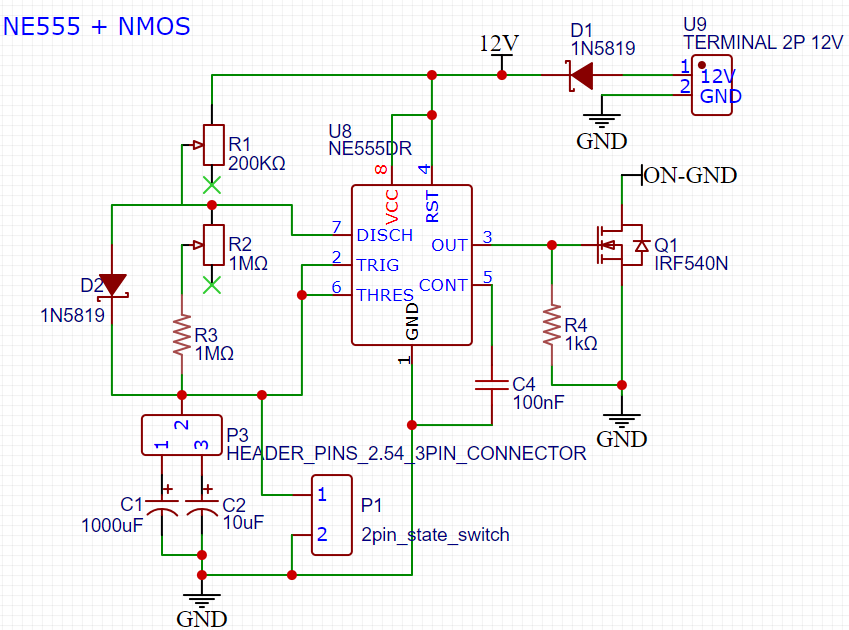 NE555 + NMOS
12V
D1
1N5819
U9
TERMINAL 2P 12V
1
12V
2
GND
GND
R1
200KΩ
U8
NE555DR
8
4
VCC
RST
ON-GND
7
DISCH
2
TRIG
6
THRES
OUT
3
CONT
5
GND
1
R2
1MΩ
Q1
IRF540N
D2
1N5819
R3
1MΩ
R4
1kΩ
C4
100nF
GND
1
2
3
P3
HEADER_PINS_2.54_3PIN_CONNECTOR
+
+
C1
1000uF
C2
10uF
1
2
P1
2pin_state_switch
GND